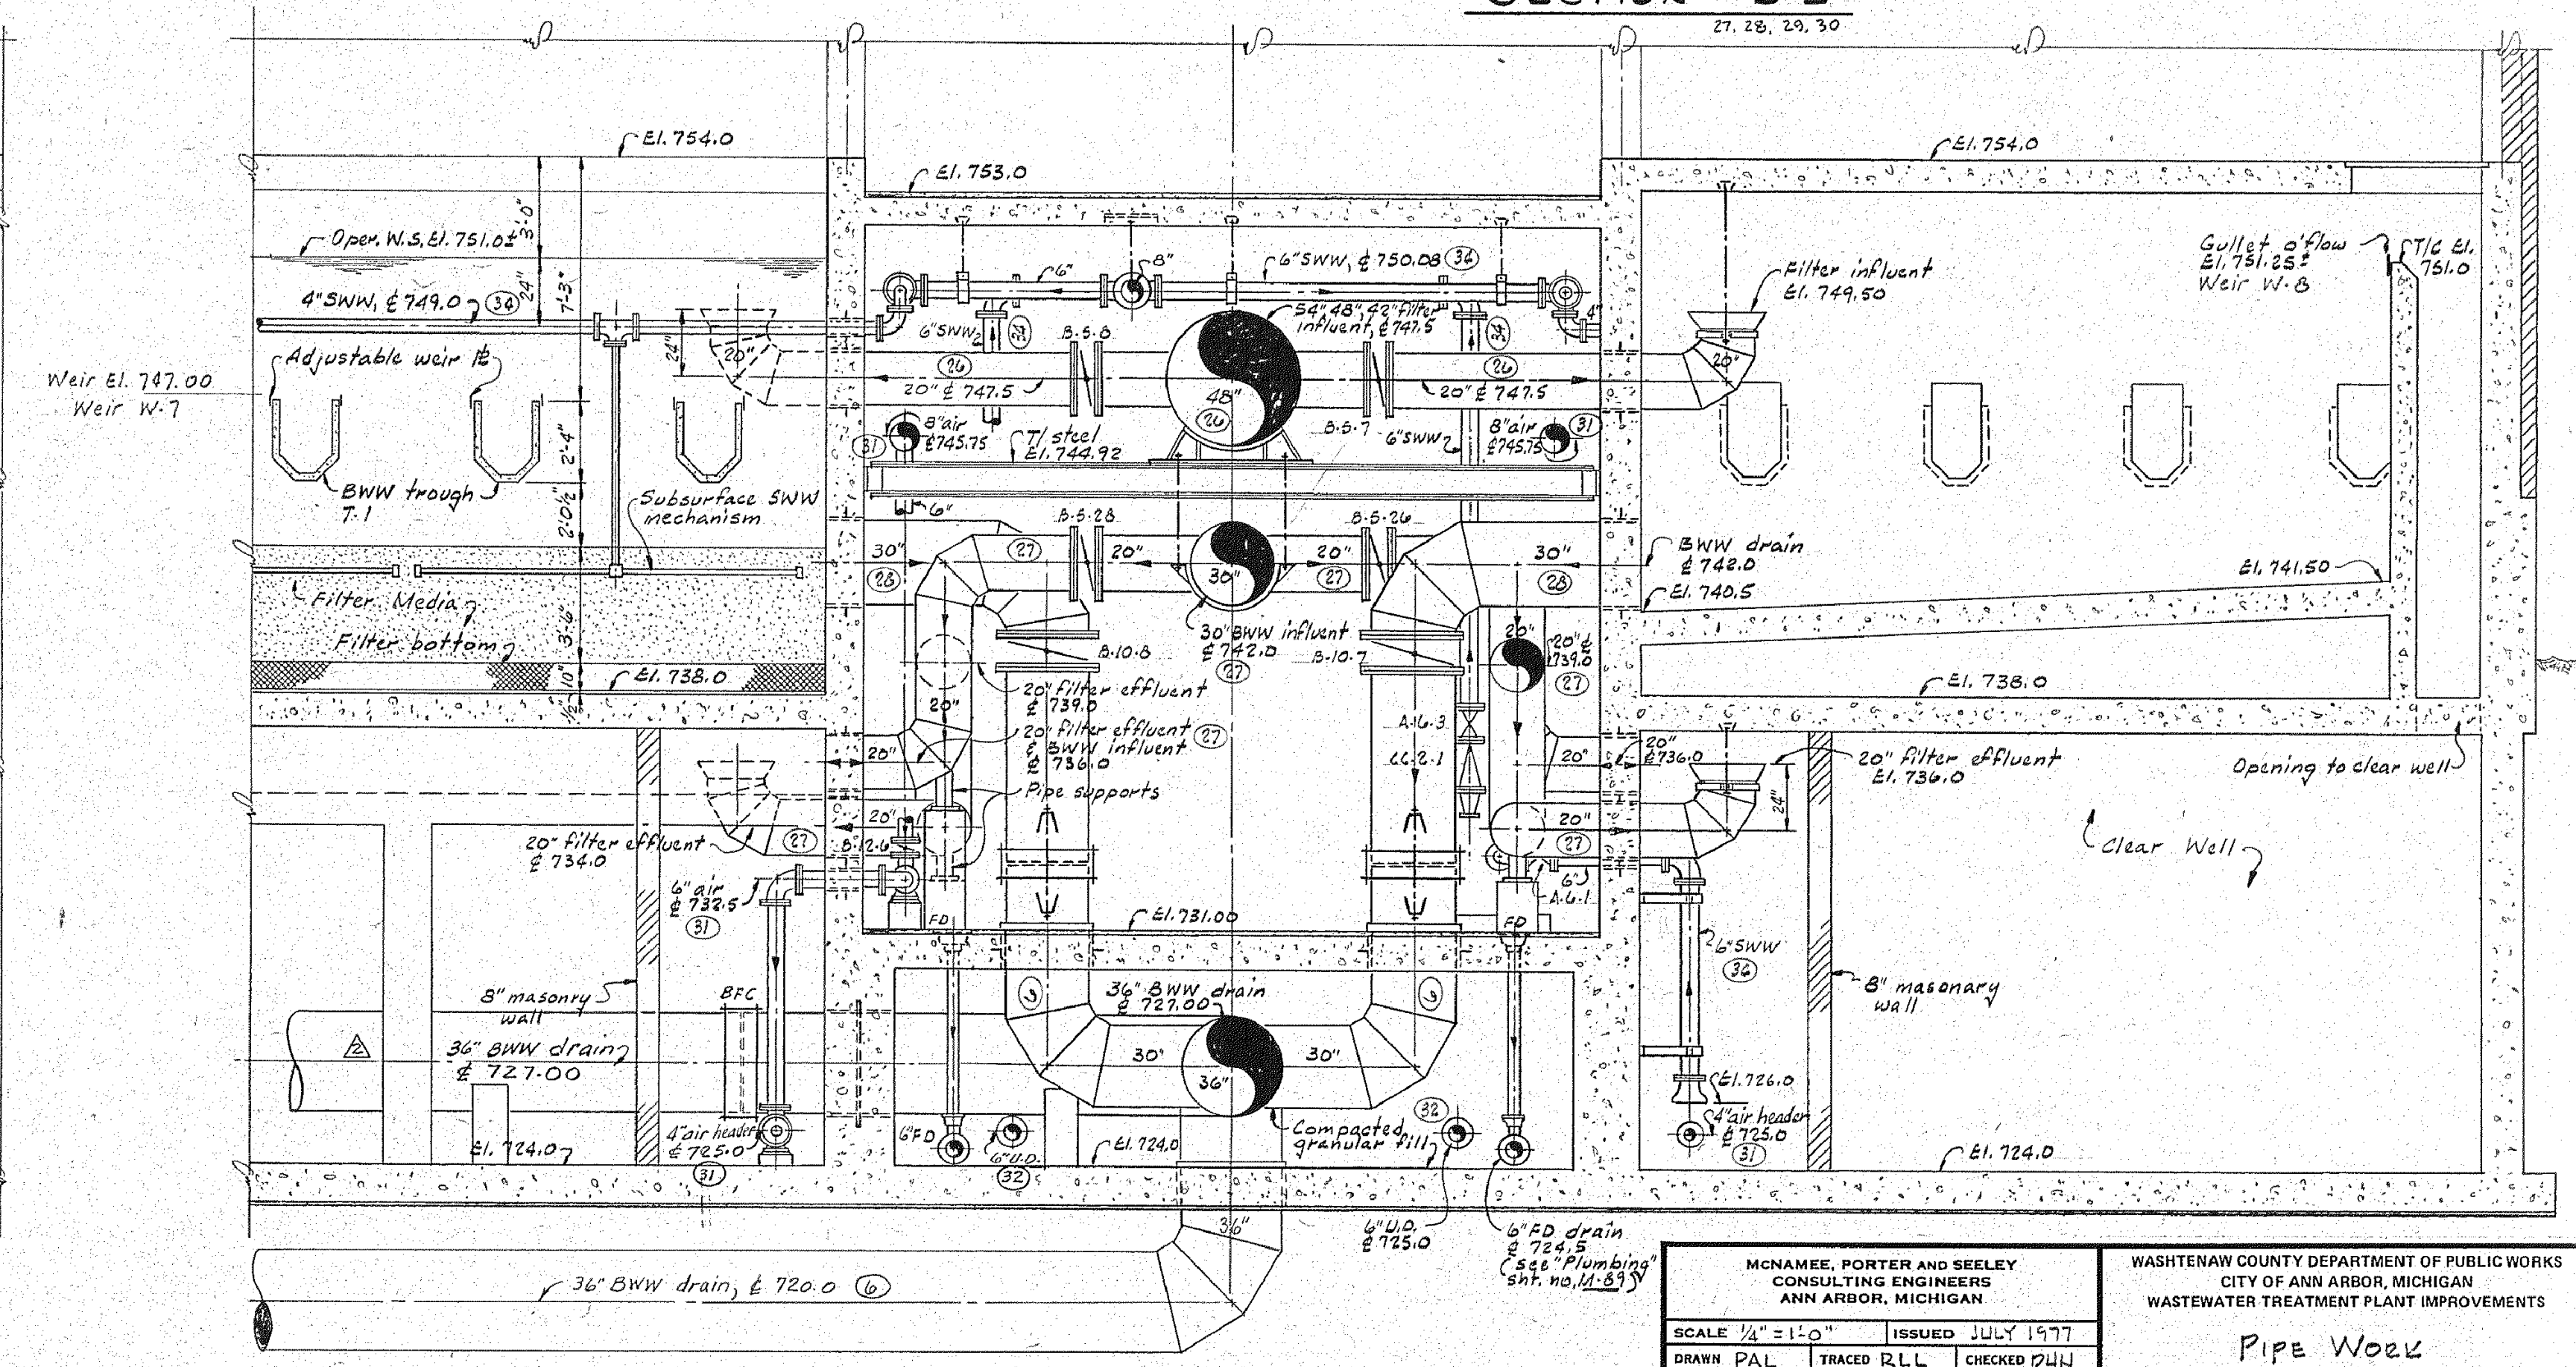 27, 28, 29, 30
El. 754.0
El. 753.0
El. 754.0
3'-0"
Oper. W.S. El. 751.0±
24"
7'-3"
4" SWW, ℄ 749.0 34
Adjustable weir ℄
Weir El. 747.00
Weir W-7
24"
20"
6"
8"
6" SWW, ℄ 750.08 34
54", 48", 42" filter
influent, ℄ 747.5
6" SWW
34
B-5-8
34
4"
26
20" ℄ 747.5
48"
26
26
20" ℄ 747.5
B-5-7
6" SWW
8" air
℄ 745.75
31
T/steel
El. 744.92
8" air
℄ 745.75
31
Filter influent
El. 749.50
20"
Gullet o'flow
El. 751.25±
Weir W-8
T/C El.
751.0
2'-4"
BWW trough
T-1
Subsurface SWW
mechanism
2'-0½"
6"
B-5-28
B-5-26
30"
28
27
20"
30"
20"
27
30"
28
BWW drain
℄ 742.0
El. 740.5
El. 741.50
Filter Media
3'-6"
Filter bottom
10"
½"
El. 738.0
30" BWW influent
℄ 742.0
27
B-10-8
B-10-7
20"
20" ℄
739.0
27
20" filter effluent
℄ 739.0
20"
20" filter effluent 27
& BWW influent
℄ 736.0
El. 738.0
A-16-3
CC-2-1
20"
20"
20"
℄ 736.0
20" filter effluent
El. 736.0
Opening to clear well
Pipe supports
24"
20"
20" filter effluent
℄ 734.0
27
B-12-6
20"
27
Clear Well
6" air
℄ 732.5
31
6"
A-6-1
FD
El. 731.00
FD
6" SWW
34
8" masonry
wall
BFC
36" BWW drain
℄ 727.00
8" masonary
wall
2
36" BWW drain
℄ 727.00
30"
36"
30"
El. 726.0
El. 724.0
4" air header
℄ 725.0
31
6" FD
6" U.D.
32
El. 724.0
Compacted
granular fill
32
4" air header
℄ 725.0
31
El. 724.0
36"
6" U.D.
℄ 725.0
6" FD drain
℄ 724.5
(see "Plumbing"
sht. no. M-89)
36" BWW drain, ℄ 720.0 6
MCNAMEE, PORTER AND SEELEY
CONSULTING ENGINEERS
ANN ARBOR, MICHIGAN
SCALE ¼" = 1'-0" ISSUED JULY 1977
DRAWN PAL TRACED RLL CHECKED
WASHTENAW COUNTY DEPARTMENT OF PUBLIC WORKS
CITY OF ANN ARBOR, MICHIGAN
WASTEWATER TREATMENT PLANT IMPROVEMENTS
PIPE WORK